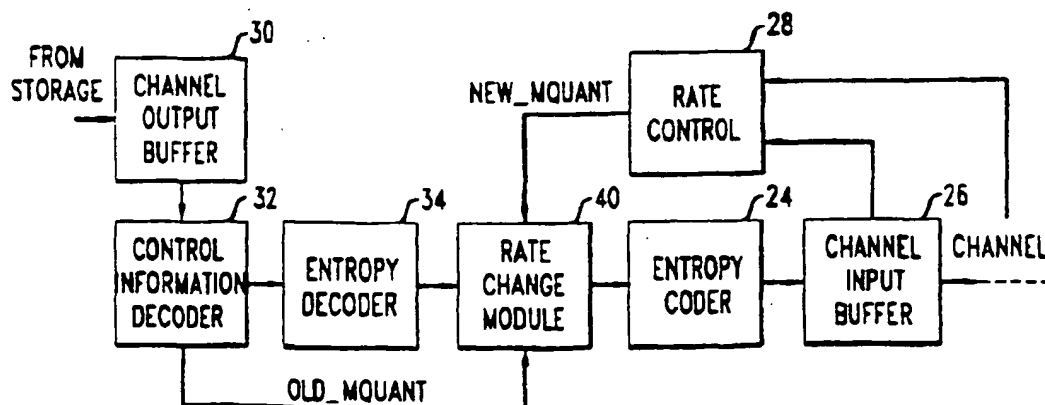 FROM
STORAGE
30
CHANNEL
OUTPUT
BUFFER
28
NEW_MQUANT
RATE
CONTROL
32
CONTROL
INFORMATION
DECODER
34
ENTROPY
DECODER
40
RATE
CHANGE
MODULE
24
ENTROPY
CODER
26
CHANNEL
INPUT
BUFFER
CHANNEL
OLD_MQUANT